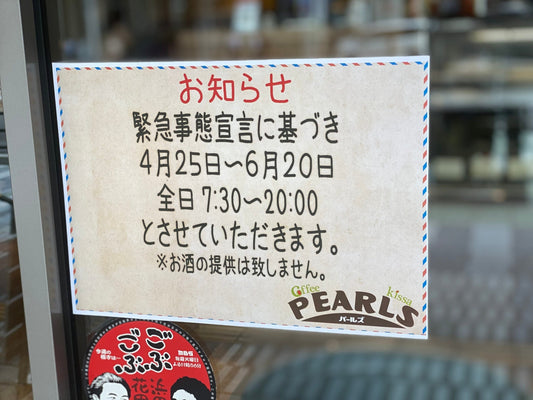 お知らせ
緊急事態宣言に基づき
4月25日～6月20日
全日 7:30～20:00
とさせていただきます。
※お酒の提供は致しません。
Coffee kissa
PEARLS
パールズ
ごぶごぶ